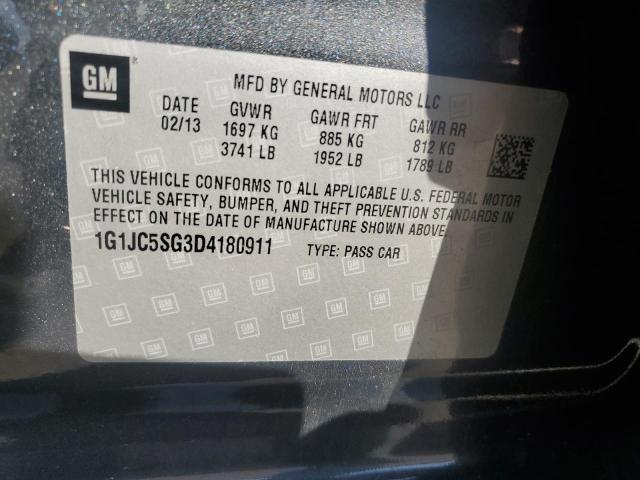 GM
MFD BY GENERAL MOTORS LLC
DATE GVWR GAWR FRT GAWR RR
02/13 1697 KG 885 KG 812 KG
3741 LB 1952 LB 1789 LB
THIS VEHICLE CONFORMS TO ALL APPLICABLE U.S. FEDERAL MOTOR
VEHICLE SAFETY, BUMPER, AND THEFT PREVENTION STANDARDS IN
EFFECT ON THE DATE OF MANUFACTURE SHOWN ABOVE.
1G1JC5SG3D4180911 TYPE: PASS CAR